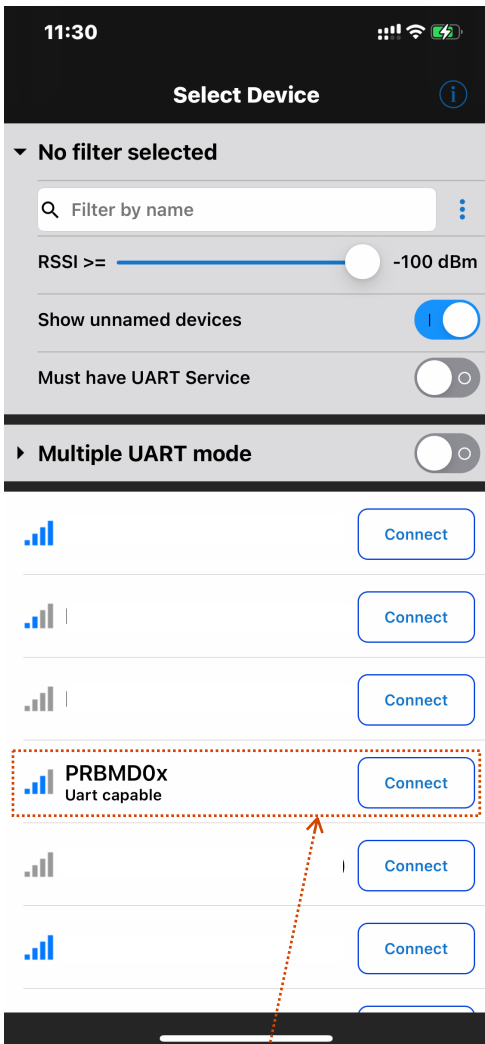 11:30
Select Device
No filter selected
Filter by name
RSSI >= -100 dBm
Show unnamed devices
Must have UART Service
Multiple UART mode
Connect
Connect
Connect
PRBMD0x
Uart capable
Connect
Connect
Connect